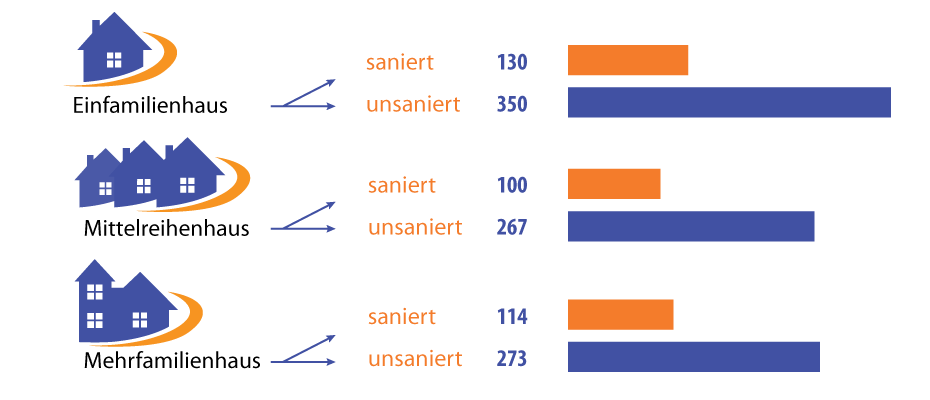 saniert 130
Einfamilienhaus unsaniert 350
saniert 100
Mittelreihenhaus unsaniert 267
saniert 114
Mehrfamilienhaus unsaniert 273